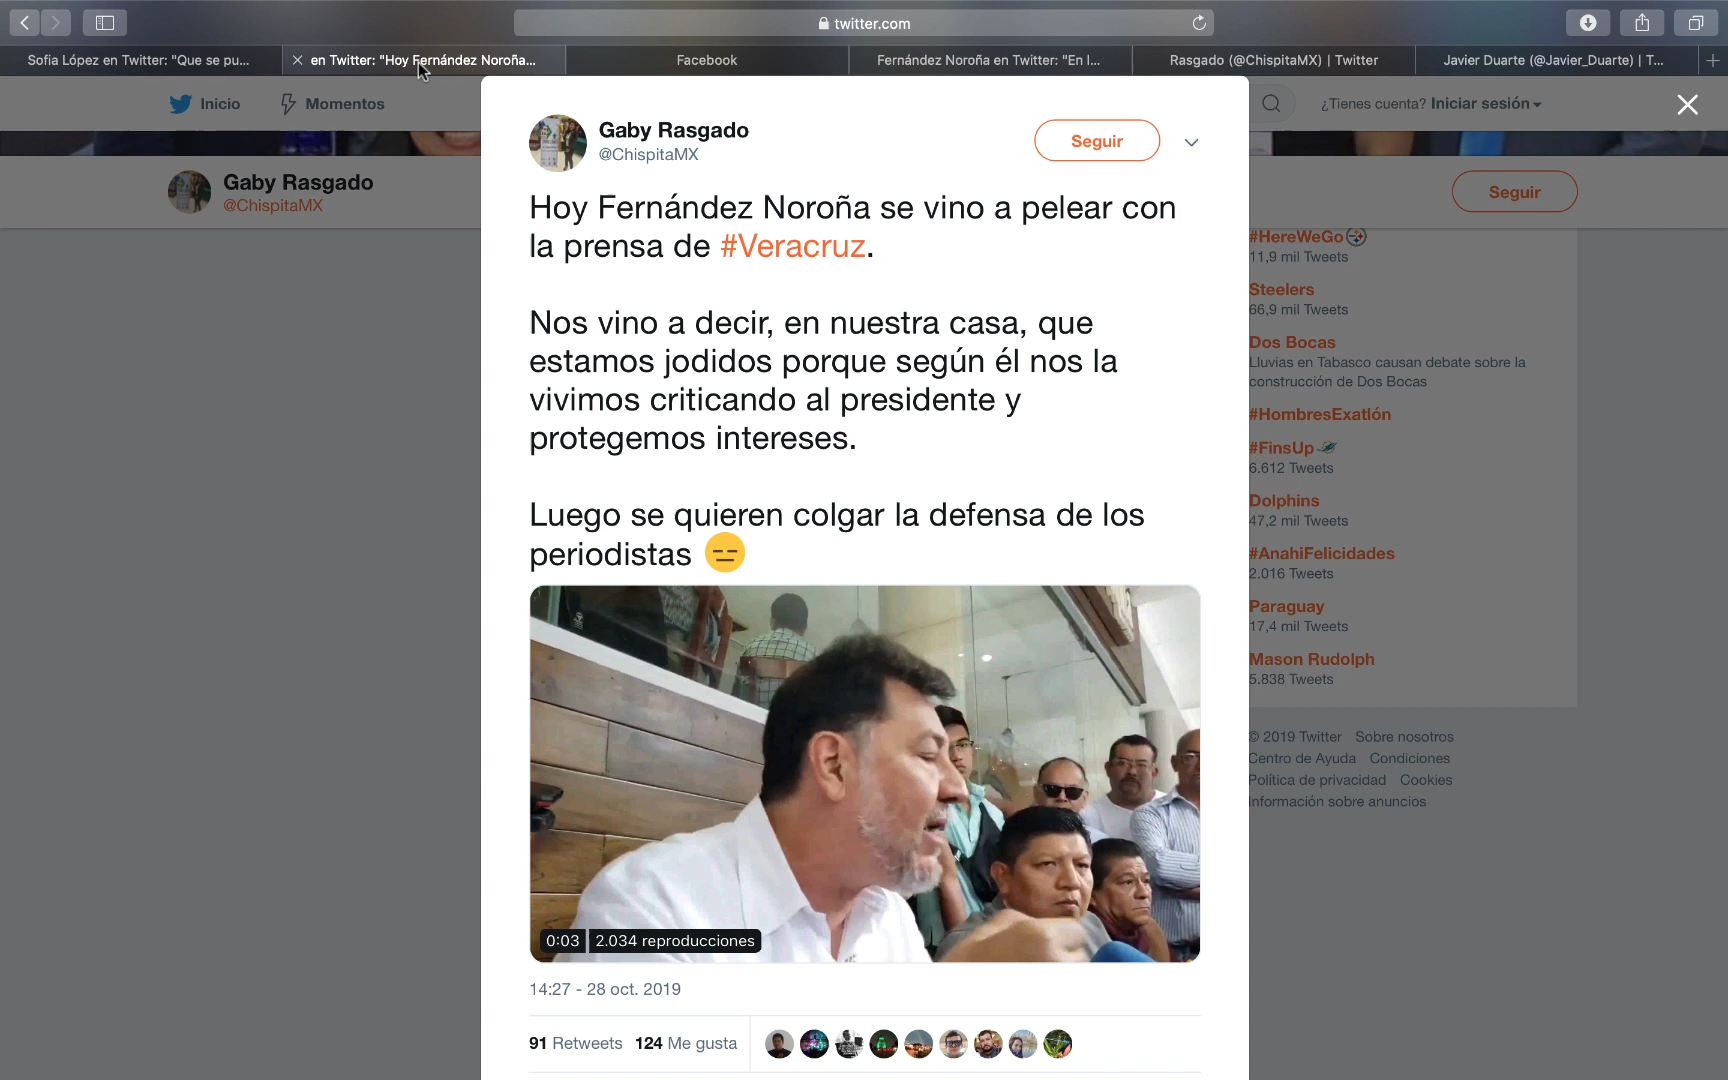 twitter.com
Sofia López en Twitter: "Que se pu...
en Twitter: "Hoy Fernández Noroña...
Facebook
Fernández Noroña en Twitter: "En l...
Rasgado (@ChispitaMX) | Twitter
Javier Duarte (@Javier_Duarte) | T...
Inicio
Momentos
¿Tienes cuenta? Iniciar sesión
Gaby Rasgado
@ChispitaMX
Seguir
Gaby Rasgado
@ChispitaMX
Seguir
Hoy Fernández Noroña se vino a pelear con
la prensa de #Veracruz.
Nos vino a decir, en nuestra casa, que
estamos jodidos porque según él nos la
vivimos criticando al presidente y
protegemos intereses.
Luego se quieren colgar la defensa de los
periodistas 😑
0:03 2.034 reproducciones
14:27 - 28 oct. 2019
91 Retweets 124 Me gusta
#HereWeGo
11,9 mil Tweets
Steelers
66,9 mil Tweets
Dos Bocas
Lluvias en Tabasco causan debate sobre la
construcción de Dos Bocas
#HombresExatlón
#FinsUp
6.612 Tweets
Dolphins
47,2 mil Tweets
#AnahiFelicidades
2.016 Tweets
Paraguay
17,4 mil Tweets
Mason Rudolph
5.838 Tweets
© 2019 Twitter Sobre nosotros
Centro de Ayuda Condiciones
Política de privacidad Cookies
Información sobre anuncios